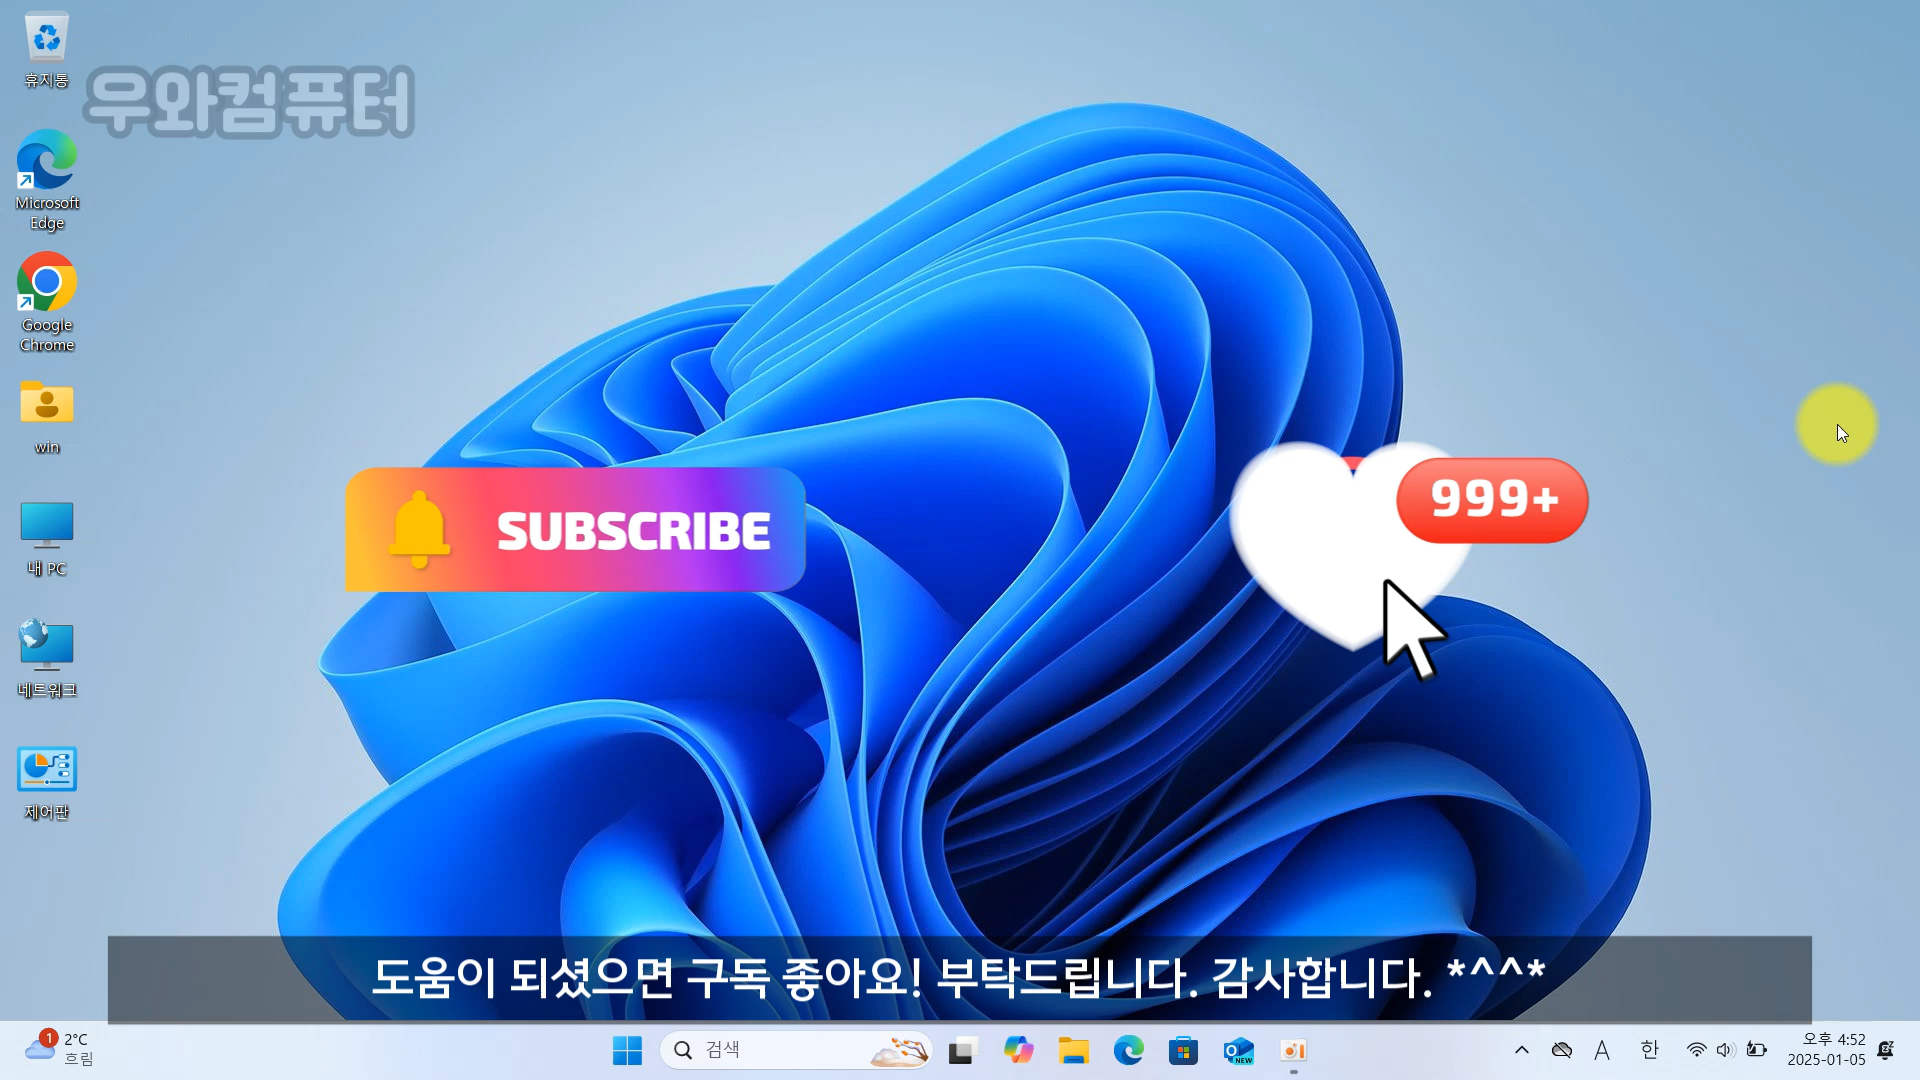 휴지통
우와컴퓨터
Microsoft
Edge
Google
Chrome
win
내 PC
네트워크
제어판
SUBSCRIBE
999+
도움이 되셨으면 구독 좋아요! 부탁드립니다. 감사합니다. *^^^*
1
2°C
흐림
검색
NEW
A
한
오후 4:52
2025-01-05